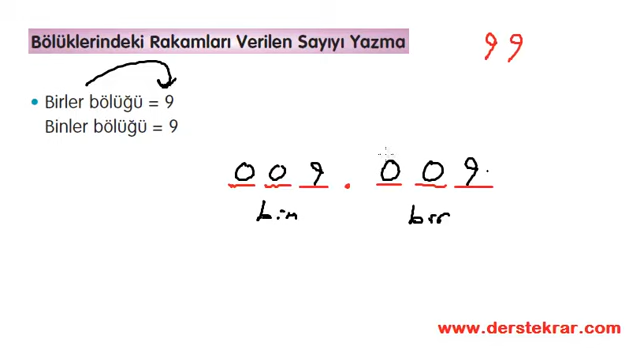 Bölüklerindeki Rakamları Verilen Sayıyı Yazma
99
• Birler bölüğü = 9
Binler bölüğü = 9
009.009
bin birr
www.derstekrar.com